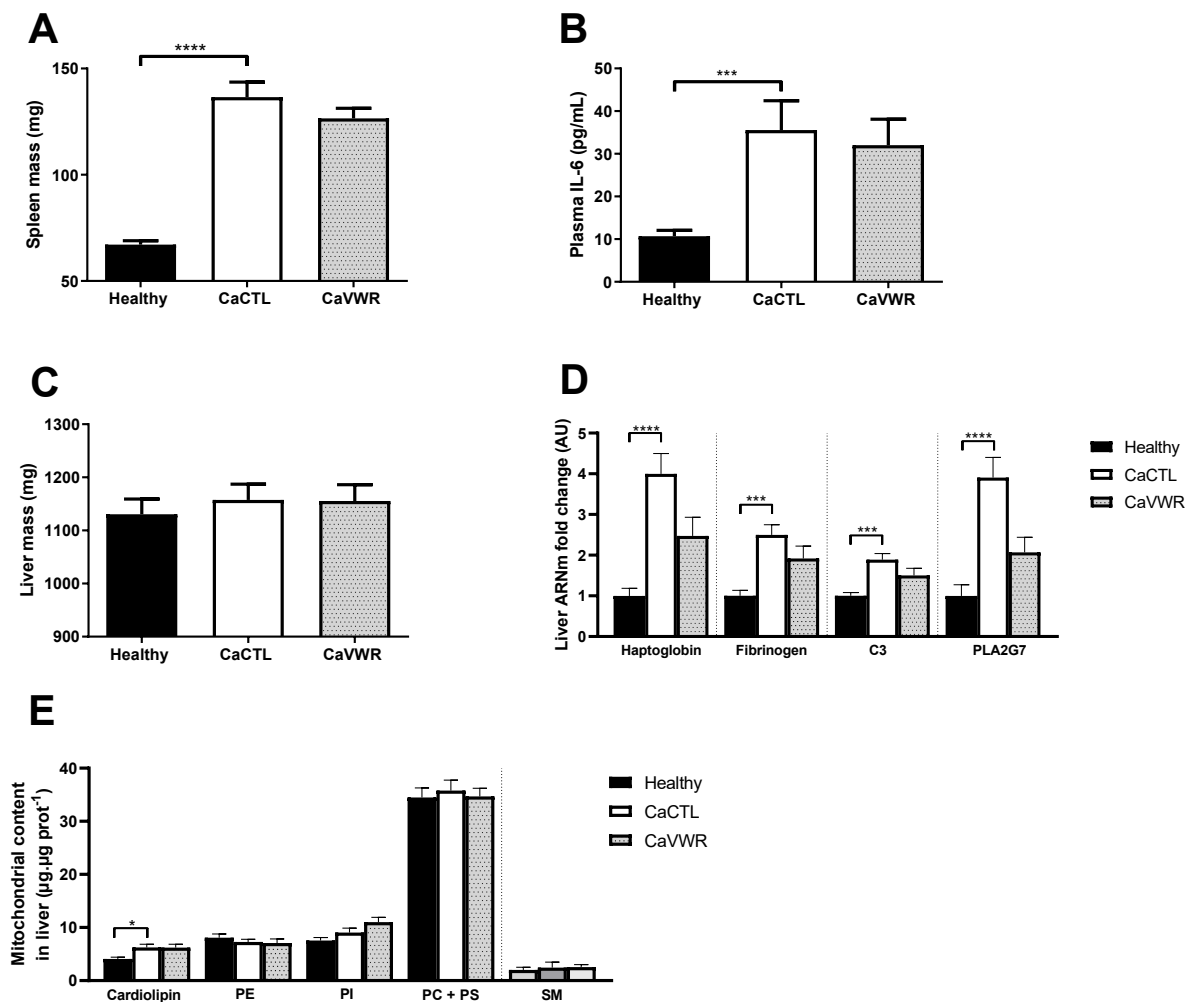 A
****
150
100
50
Spleen mass (mg)
Healthy CaCTL CaVWR
B
***
50
40
30
20
10
0
Plasma IL-6 (pg/mL)
Healthy CaCTL CaVWR
C
1300
1200
1100
1000
900
Liver mass (mg)
Healthy CaCTL CaVWR
D
5
4
3
2
1
0
Liver ARNm fold change (AU)
****
***
***
****
Haptoglobin Fibrinogen C3 PLA2G7
Healthy
CaCTL
CaVWR
E
40
30
20
10
0
Mitochondrial content
in liver (µg.µg prot⁻¹)
*
Cardiolipin PE PI PC + PS SM
Healthy
CaCTL
CaVWR